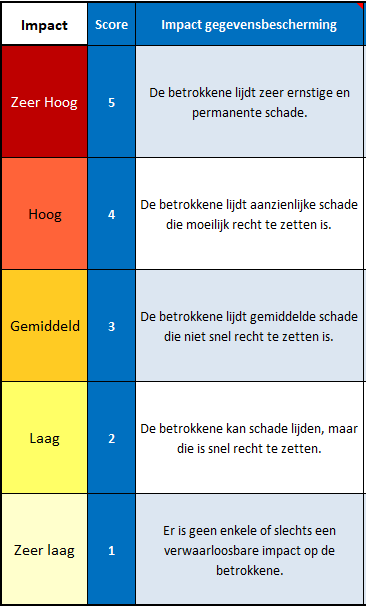 Impact Score Impact gegevensbescherming
Zeer Hoog 5 De betrokkene lijdt zeer ernstige en
permanente schade.
Hoog 4 De betrokkene lijdt aanzienlijke schade
die moeilijk recht te zetten is.
Gemiddeld 3 De betrokkene lijdt gemiddelde schade
die niet snel recht te zetten is.
Laag 2 De betrokkene kan schade lijden, maar
die is snel recht te zetten.
Zeer laag 1 Er is geen enkele of slechts een
verwaarloosbare impact op de
betrokkene.